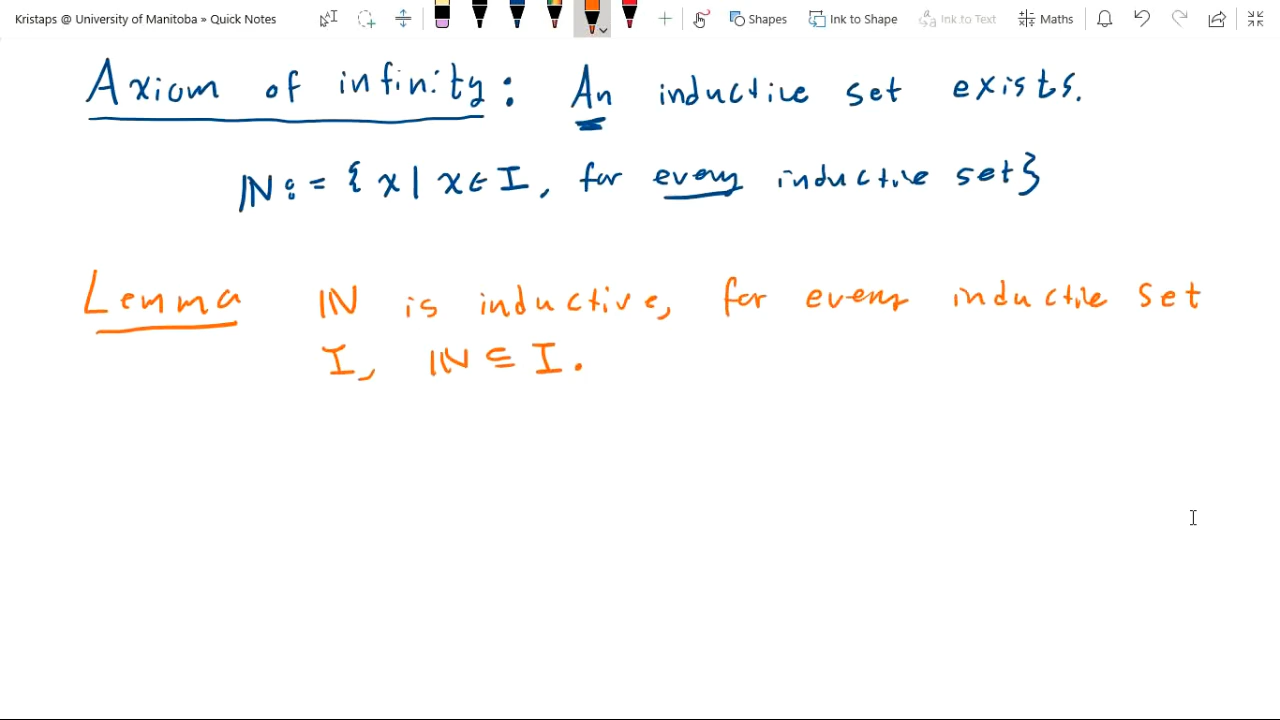 Kristaps @ University of Manitoba » Quick Notes Shapes Ink to Shape Ink to Text Maths
Axiom of infinity: An inductive set exists.
ℕ := { x | x ∈ I, for every inductive set}
Lemma ℕ is inductive, for every inductive set
I, ℕ ⊆ I.